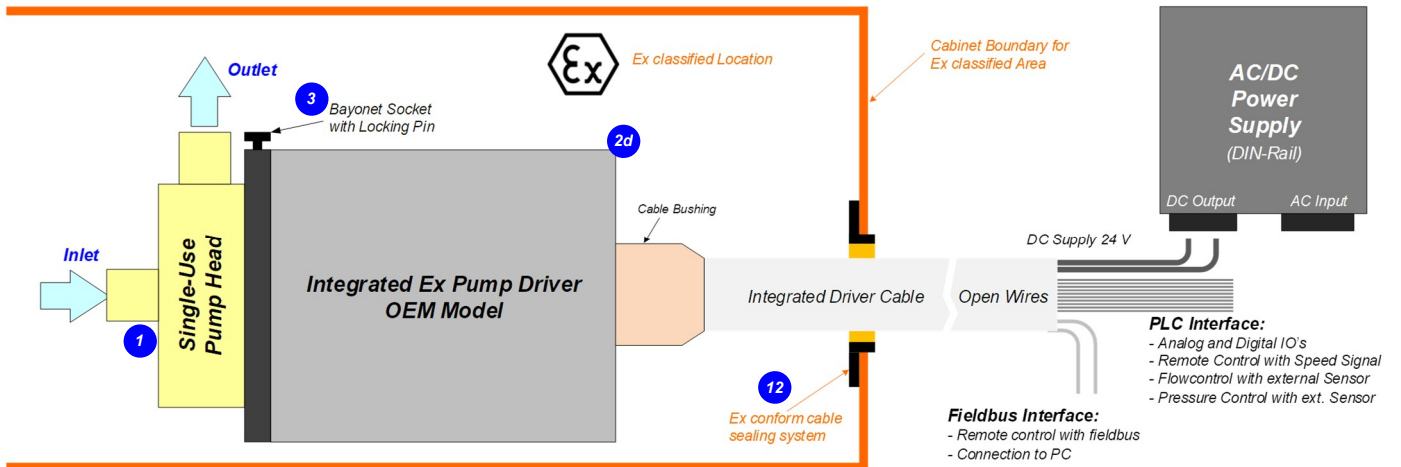 Outlet
3
Bayonet Socket
with Locking Pin
εx
Ex classified Location
Cabinet Boundary for
Ex classified Area
AC/DC
Power
Supply
(DIN-Rail)
DC Output
AC Input
2d
Cable Bushing
Inlet
1
Single-Use
Pump Head
Integrated Ex Pump Driver
OEM Model
Integrated Driver Cable
Open Wires
DC Supply 24 V
PLC Interface:
- Analog and Digital IO's
- Remote Control with Speed Signal
- Flowcontrol with external Sensor
- Pressure Control with ext. Sensor
12
Ex conform cable
sealing system
Fieldbus Interface:
- Remote control with fieldbus
- Connection to PC